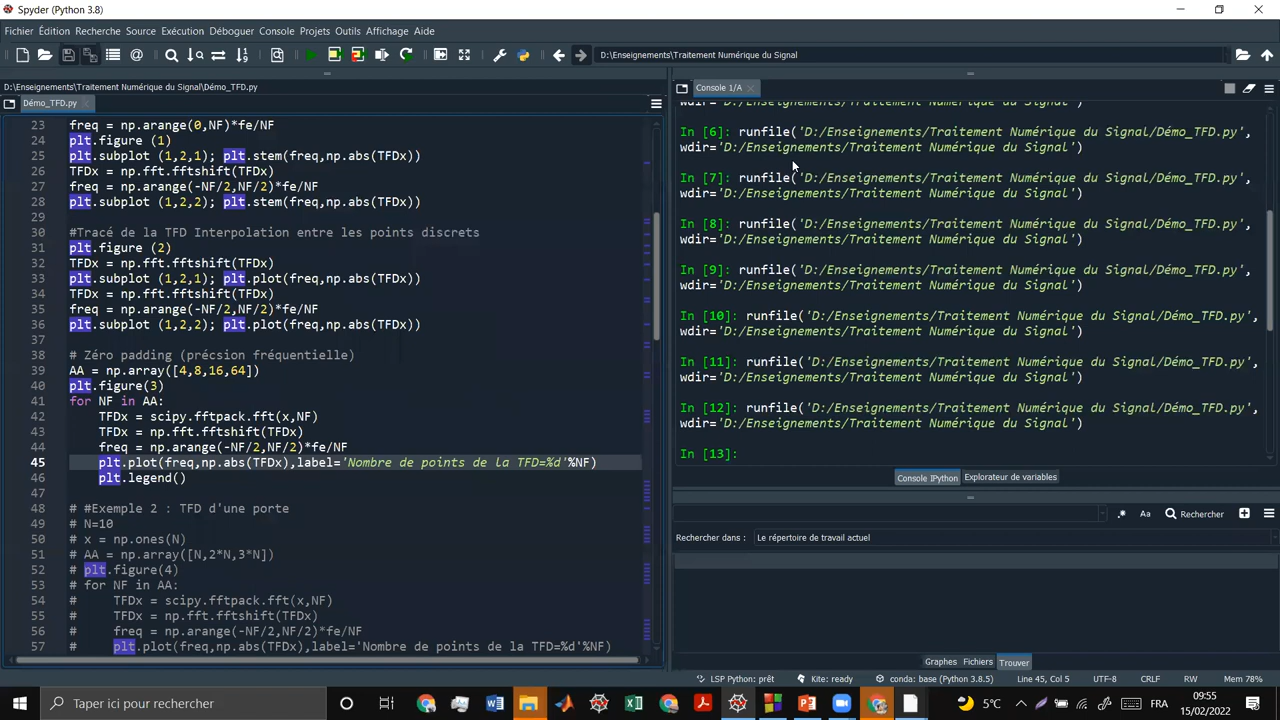 Spyder (Python 3.8)
Fichier Édition Recherche Source Exécution Déboguer Console Projets Outils Affichage Aide
D:\Enseignements\Traitement Numérique du Signal
D:\Enseignements\Traitement Numérique du Signal\Démo_TFD.py
Démo_TFD.py
23 freq = np.arange(0,NF)*fe/NF
24 plt.figure (1)
25 plt.subplot (1,2,1); plt.stem(freq,np.abs(TFDx))
26 TFDx = np.fft.fftshift(TFDx)
27 freq = np.arange(-NF/2,NF/2)*fe/NF
28 plt.subplot (1,2,2); plt.stem(freq,np.abs(TFDx))
29
30 #Tracé de la TFD Interpolation entre les points discrets
31 plt.figure (2)
32 TFDx = np.fft.fftshift(TFDx)
33 plt.subplot (1,2,1); plt.plot(freq,np.abs(TFDx))
34 TFDx = np.fft.fftshift(TFDx)
35 freq = np.arange(-NF/2,NF/2)*fe/NF
36 plt.subplot (1,2,2); plt.plot(freq,np.abs(TFDx))
37
38 # Zéro padding (précsion fréquentielle)
39 AA = np.array([4,8,16,64])
40 plt.figure(3)
41 for NF in AA:
42 TFDx = scipy.fftpack.fft(x,NF)
43 TFDx = np.fft.fftshift(TFDx)
44 freq = np.arange(-NF/2,NF/2)*fe/NF
45 plt.plot(freq,np.abs(TFDx),label='Nombre de points de la TFD=%d'%NF)
46 plt.legend()
47
48 # #Exemple 2 : TFD d'une porte
49 # N=10
50 # x = np.ones(N)
51 # AA = np.array([N,2*N,3*N])
52 # plt.figure(4)
53 # for NF in AA:
54 # TFDx = scipy.fftpack.fft(x,NF)
55 # TFDx = np.fft.fftshift(TFDx)
56 # freq = np.arange(-NF/2,NF/2)*fe/NF
57 # plt.plot(freq,np.abs(TFDx),label='Nombre de points de la TFD=%d'%NF)
Console 1/A
wdir='D:/Enseignements/Traitement Numérique du Signal')
In [6]: runfile('D:/Enseignements/Traitement Numérique du Signal/Démo_TFD.py',
wdir='D:/Enseignements/Traitement Numérique du Signal')
In [7]: runfile('D:/Enseignements/Traitement Numérique du Signal/Démo_TFD.py',
wdir='D:/Enseignements/Traitement Numérique du Signal')
In [8]: runfile('D:/Enseignements/Traitement Numérique du Signal/Démo_TFD.py',
wdir='D:/Enseignements/Traitement Numérique du Signal')
In [9]: runfile('D:/Enseignements/Traitement Numérique du Signal/Démo_TFD.py',
wdir='D:/Enseignements/Traitement Numérique du Signal')
In [10]: runfile('D:/Enseignements/Traitement Numérique du Signal/Démo_TFD.py',
wdir='D:/Enseignements/Traitement Numérique du Signal')
In [11]: runfile('D:/Enseignements/Traitement Numérique du Signal/Démo_TFD.py',
wdir='D:/Enseignements/Traitement Numérique du Signal')
In [12]: runfile('D:/Enseignements/Traitement Numérique du Signal/Démo_TFD.py',
wdir='D:/Enseignements/Traitement Numérique du Signal')
In [13]:
Console IPython Explorateur de variables
.* Aa Rechercher
Rechercher dans : Le répertoire de travail actuel
Graphes Fichiers Trouver
LSP Python: prêt Kite: ready conda: base (Python 3.8.5) Line 45, Col 5 UTF-8 CRLF RW Mem 78%
Taper ici pour rechercher
5°C FRA 09:55
15/02/2022